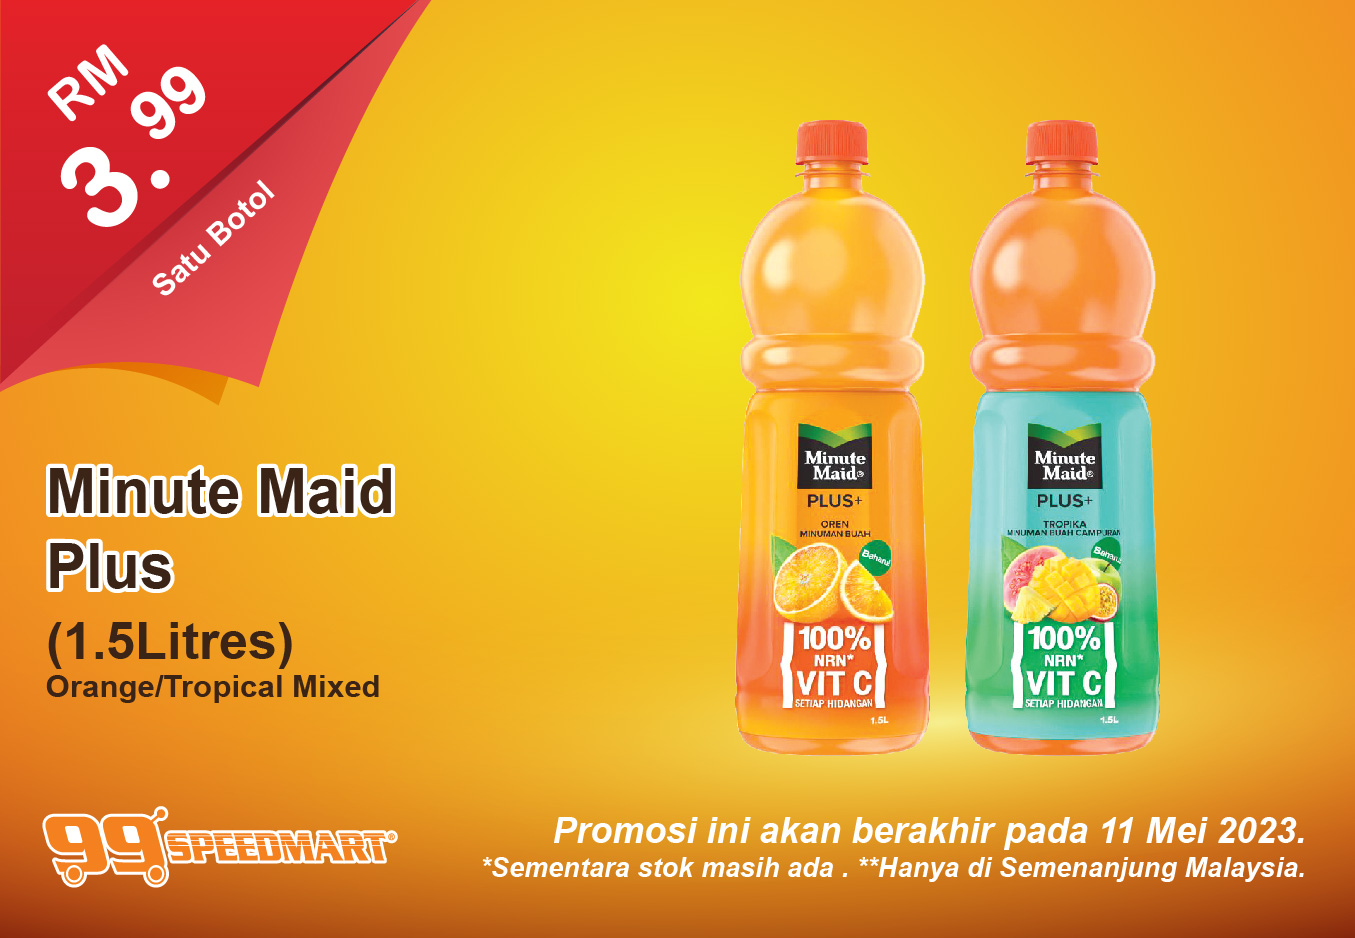 RM
3.99
Satu Botol
Minute Maid
Plus
(1.5Litres)
Orange/Tropical Mixed
Minute
Maid®
PLUS+
OREN
MINUMAN BUAH
Baharu!
100%
NRN*
VIT C
SETIAP HIDANGAN
1.5L
Minute
Maid®
PLUS+
TROPIKA
MINUMAN BUAH CAMPURAN
Baharu!
100%
NRN*
VIT C
SETIAP HIDANGAN
1.5L
99 SPEEDMART®
Promosi ini akan berakhir pada 11 Mei 2023.
*Sementara stok masih ada . **Hanya di Semenanjung Malaysia.